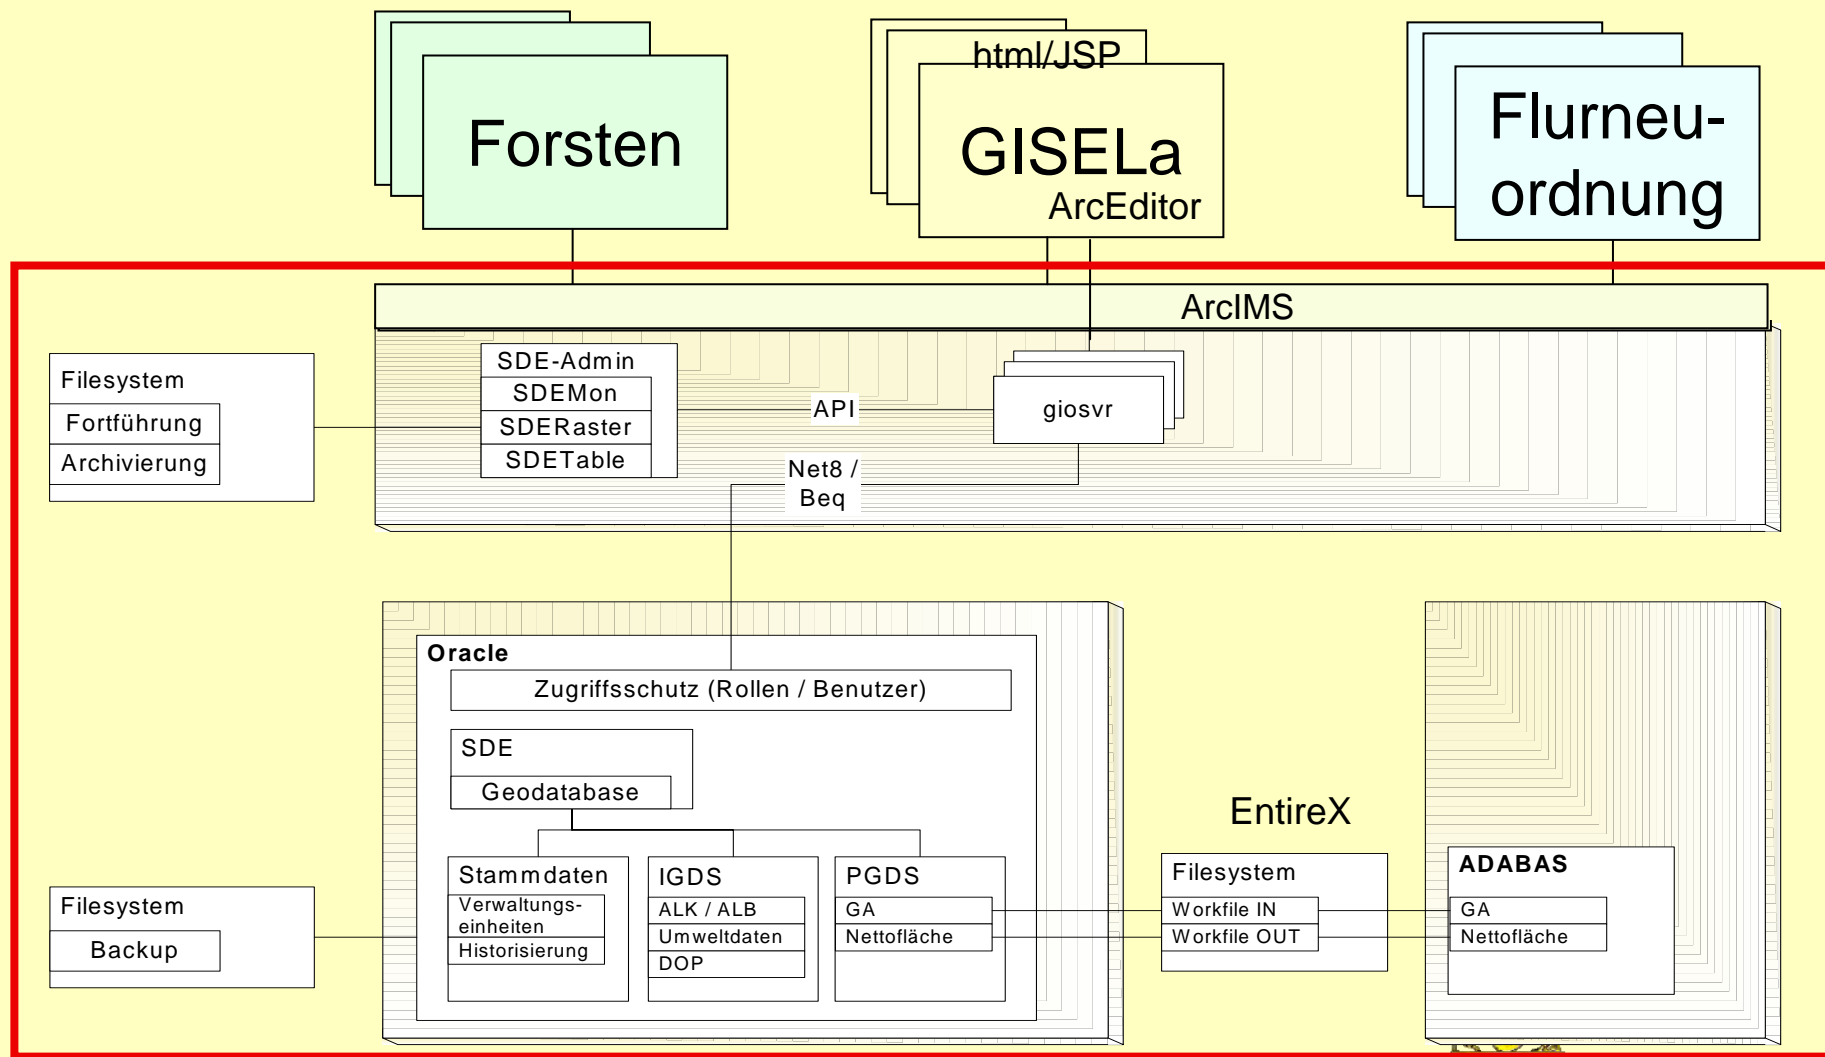 Forsten
html/JSP
GISELa
ArcEditor
Flurneu-
ordnung
ArcIMS
Filesystem
Fortführung
Archivierung
SDE-Admin
SDEMon
SDERaster
SDETable
API
giosvr
Net8 /
Beq
Oracle
Zugriffsschutz (Rollen / Benutzer)
SDE
Geodatabase
Stammdaten
Verwaltungs-
einheiten
Historisierung
IGDS
ALK / ALB
Umweltdaten
DOP
PGDS
GA
Nettofläche
EntireX
Filesystem
Workfile IN
Workfile OUT
ADABAS
GA
Nettofläche
Filesystem
Backup